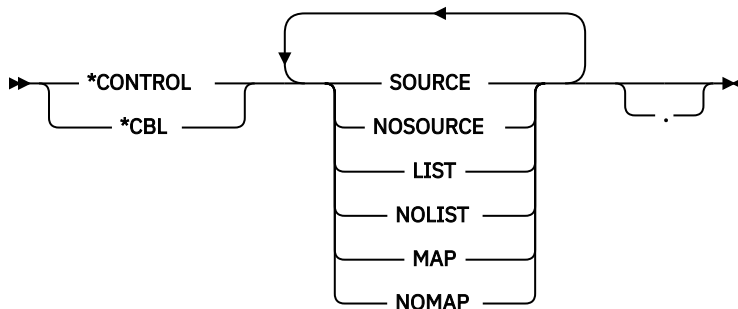 *CONTROL SOURCE
*CBL NOSOURCE .
LIST
NOLIST
MAP
NOMAP